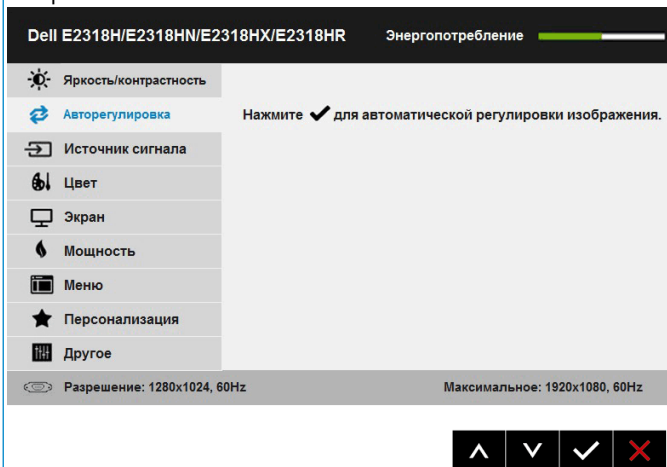 Dell E2318H/E2318HN/E2318HX/E2318HR Энергопотребление
Яркость/контрастность
Авторегулировка
Нажмите ✔ для автоматической регулировки изображения.
Источник сигнала
Цвет
Экран
Мощность
Меню
Персонализация
Другое
Разрешение: 1280x1024, 60Hz Максимальное: 1920x1080, 60Hz